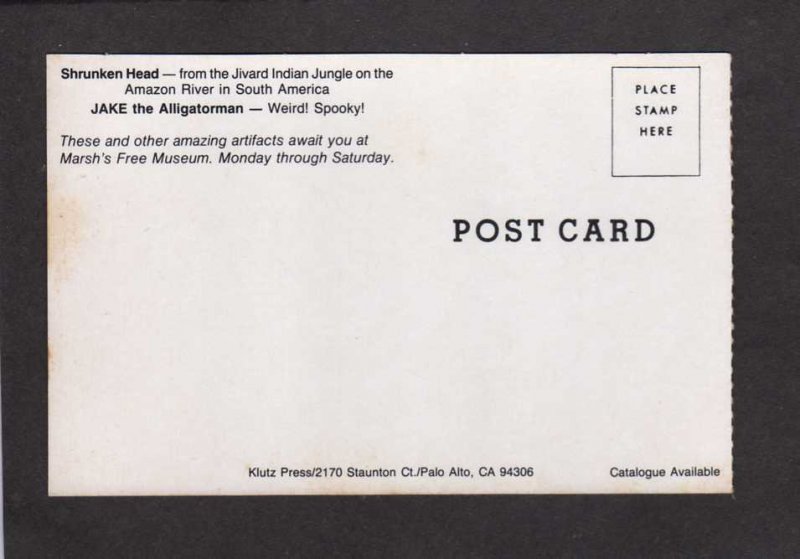 Shrunken Head — from the Jivard Indian Jungle on the
Amazon River in South America
JAKE the Alligatorman — Weird! Spooky!
These and other amazing artifacts await you at
Marsh's Free Museum. Monday through Saturday.
PLACE
STAMP
HERE
POST CARD
Klutz Press/2170 Staunton Ct./Palo Alto, CA 94306
Catalogue Available